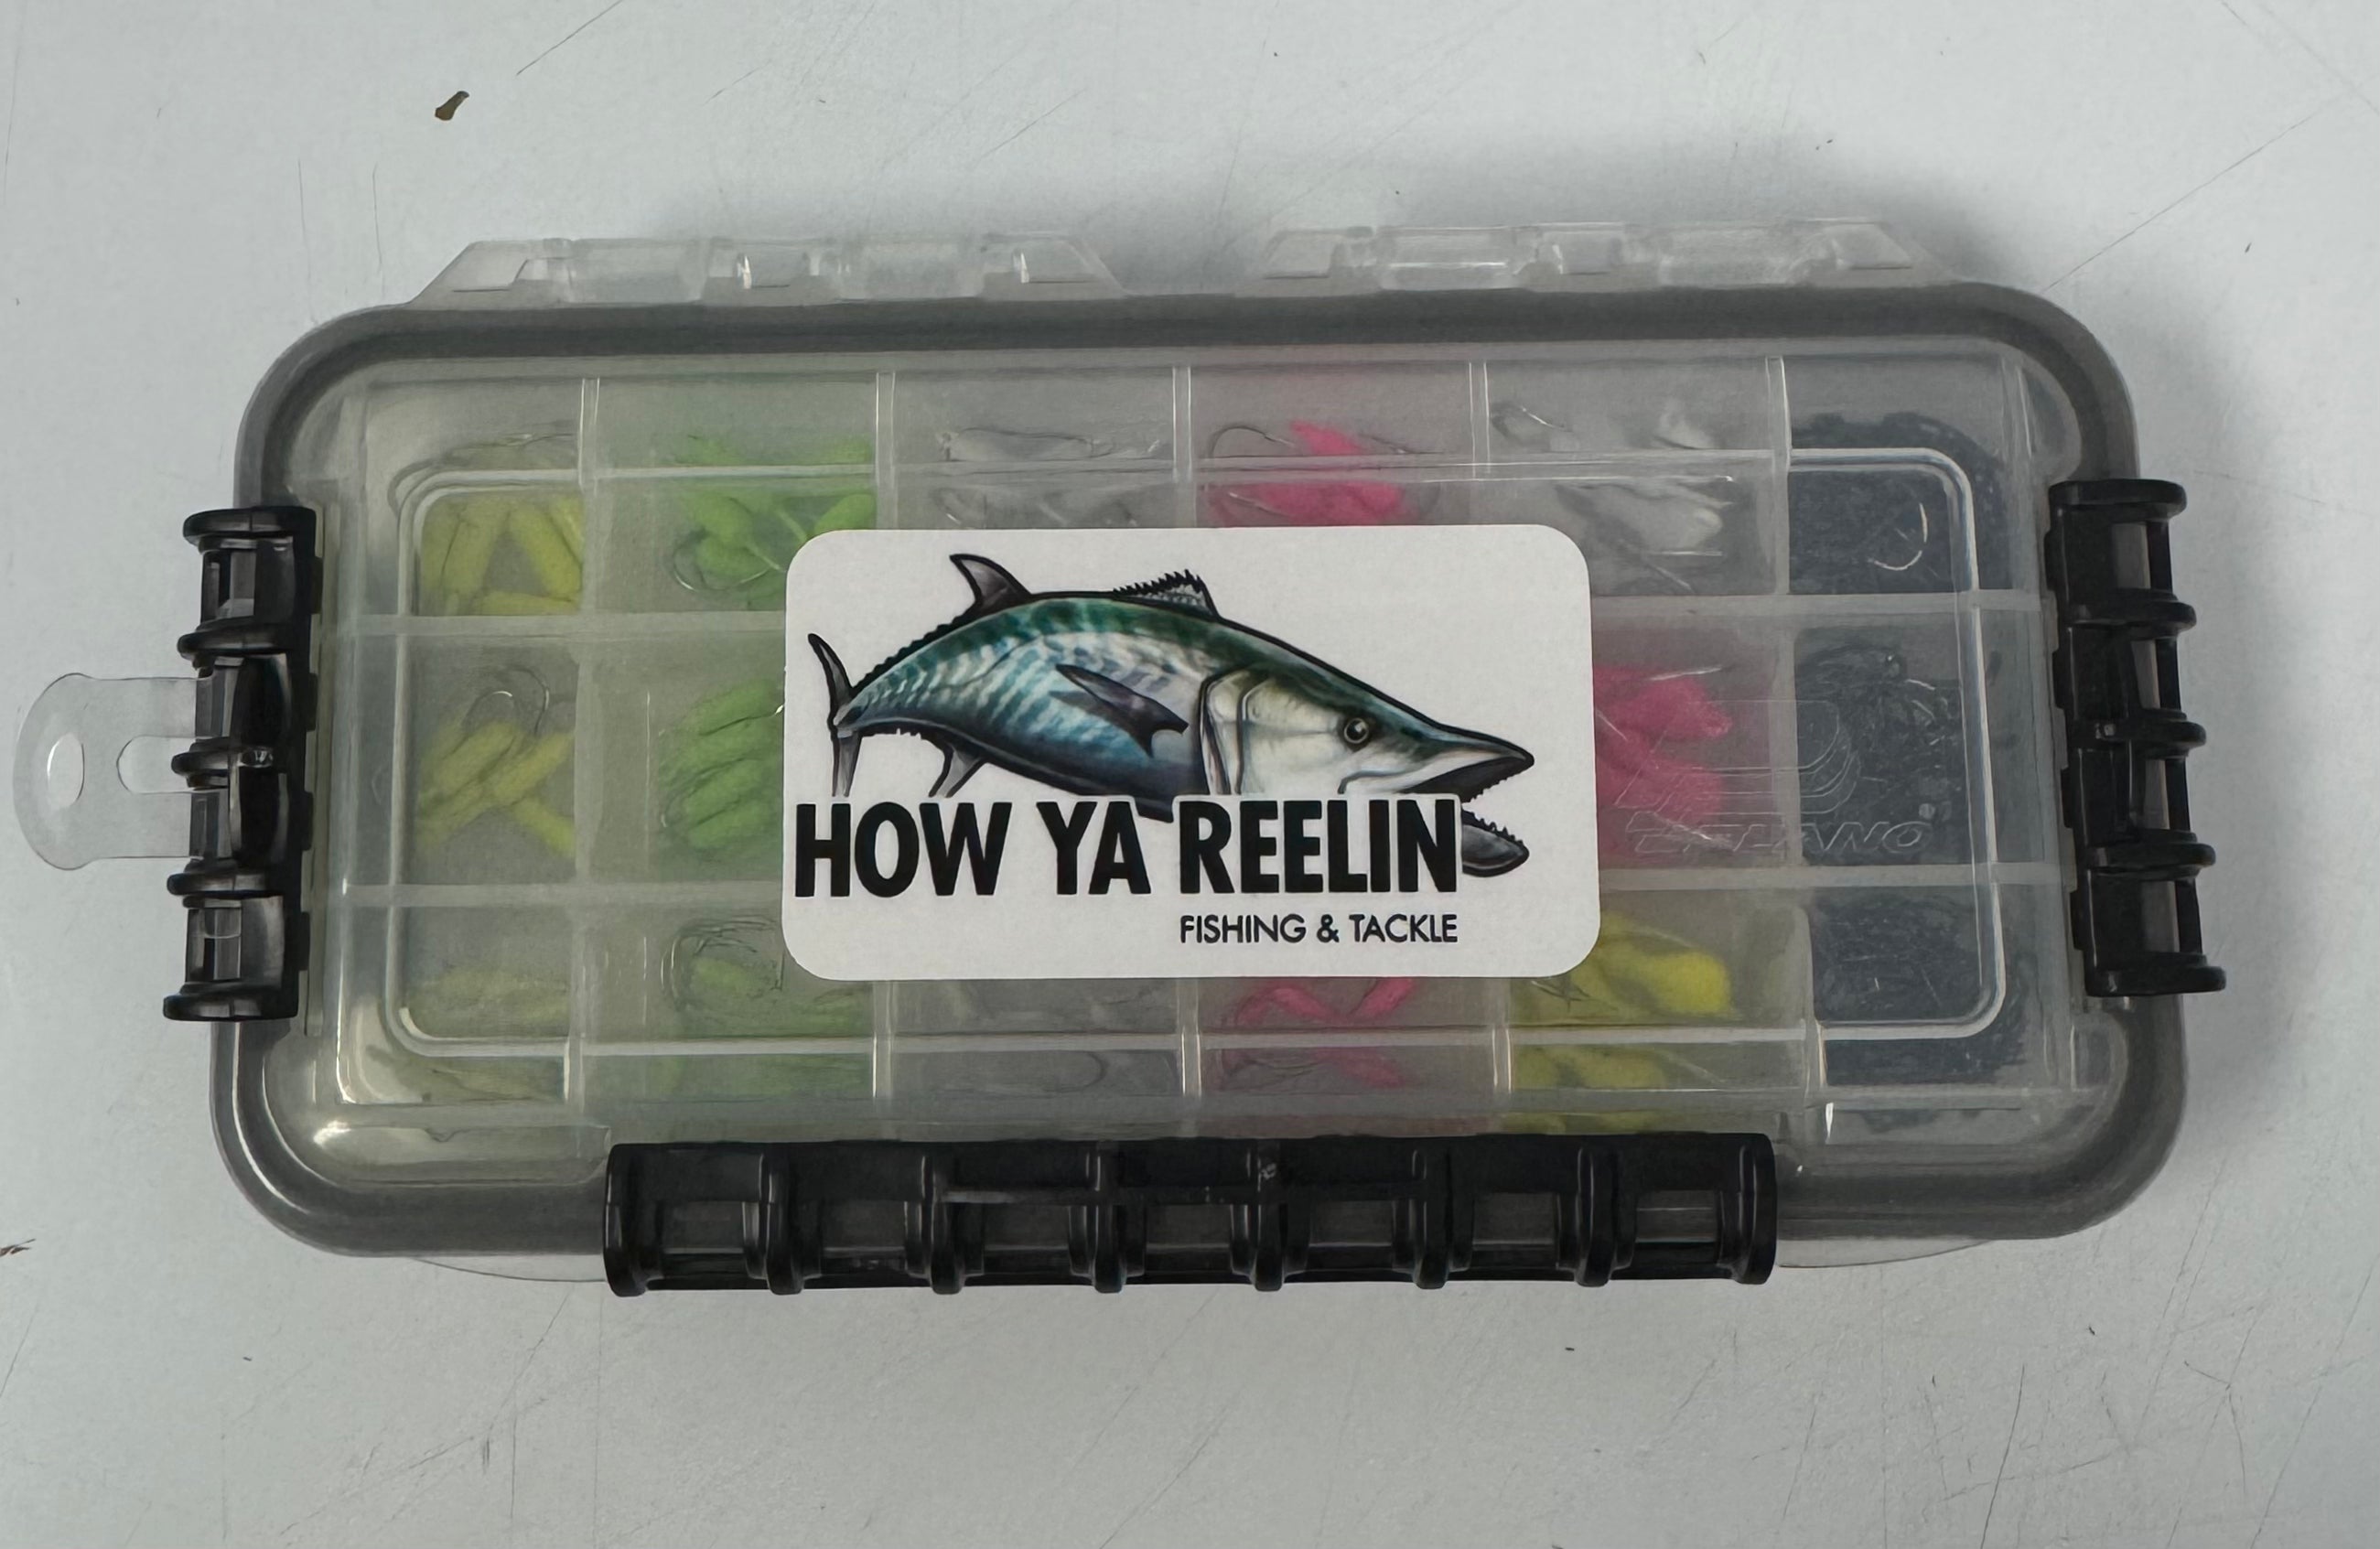 HOW YA REELIN
FISHING & TACKLE